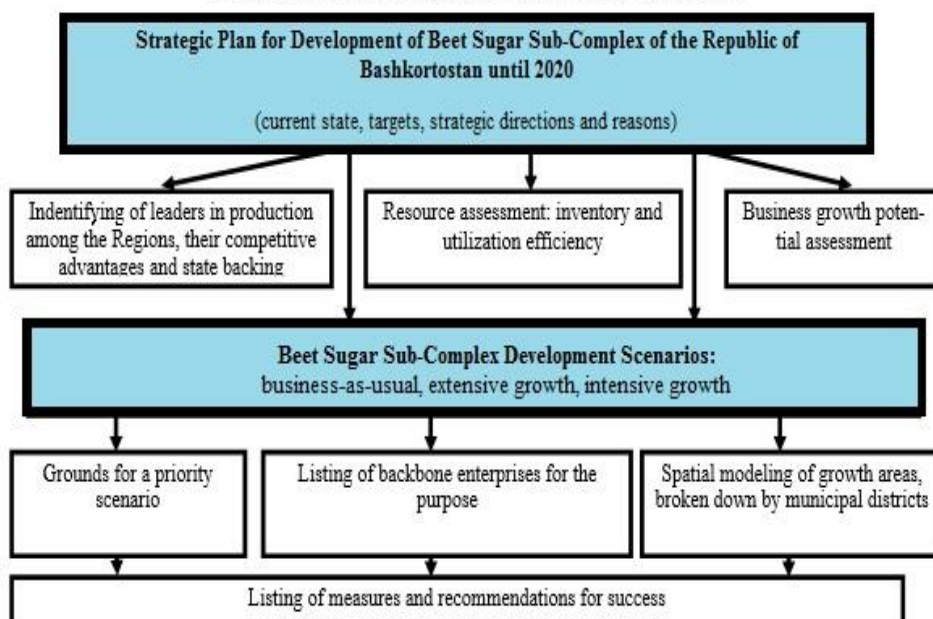 Strategic Plan for Development of Beet Sugar Sub-Complex of the Republic of
Bashkortostan until 2020
(current state, targets, strategic directions and reasons)
Indentifying of leaders in production
among the Regions, their competitive
advantages and state backing
Resource assessment: inventory and
utilization efficiency
Business growth poten-
tial assessment
Beet Sugar Sub-Complex Development Scenarios:
business-as-usual, extensive growth, intensive growth
Grounds for a priority
scenario
Listing of backbone enterprises for the
purpose
Spatial modeling of growth areas,
broken down by municipal districts
Listing of measures and recommendations for success